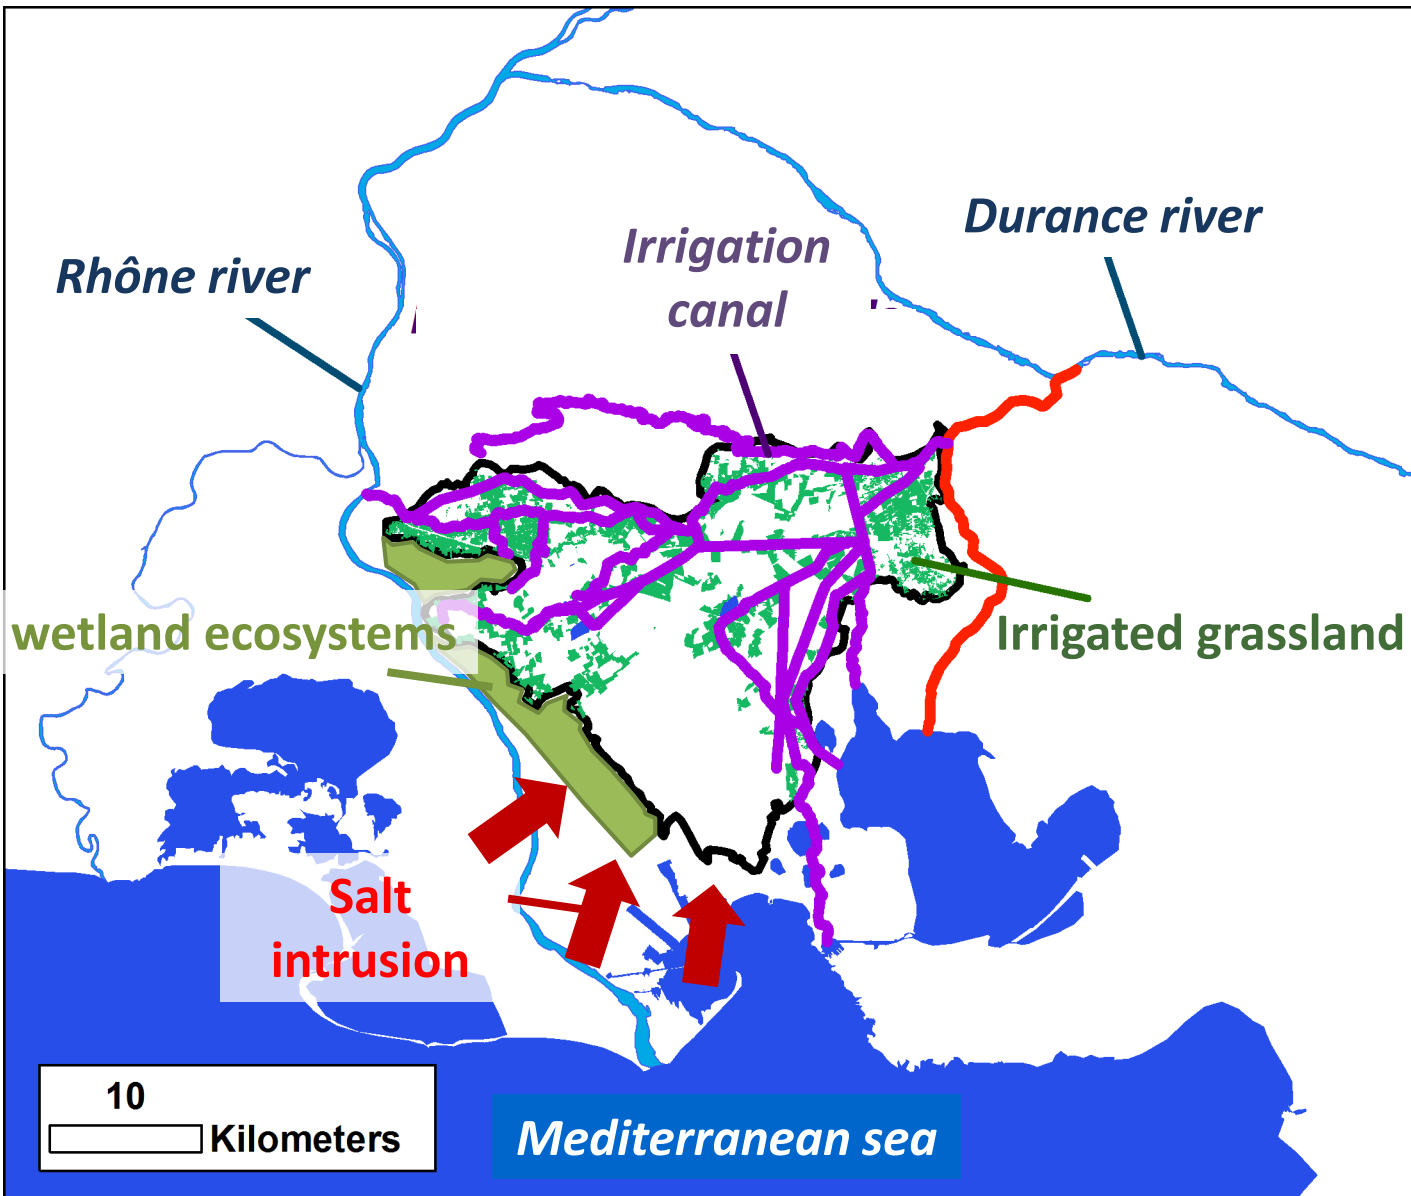 Durance river
Irrigation
canal
Rhône river
wetland ecosystems
Irrigated grassland
Salt
intrusion
10
Kilometers
Mediterranean sea